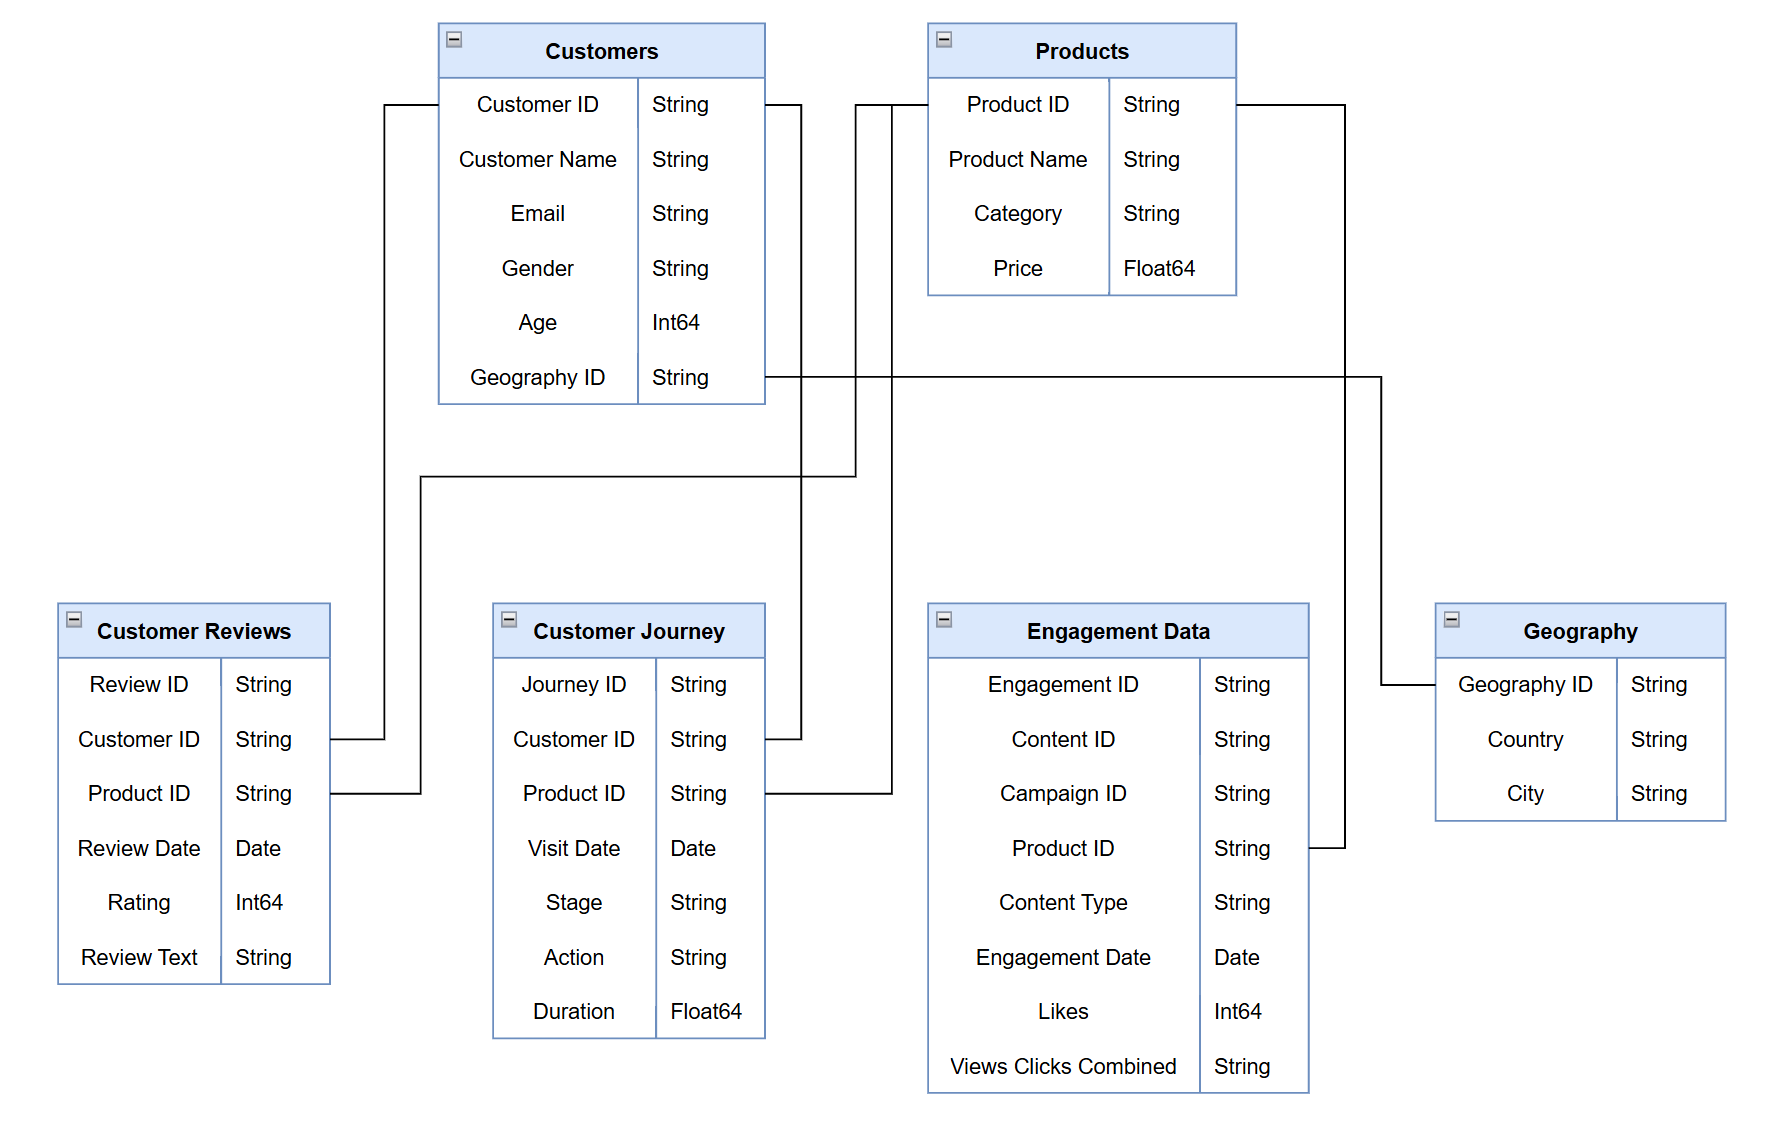 Customers
Customer ID String
Customer Name String
Email String
Gender String
Age Int64
Geography ID String
Products
Product ID String
Product Name String
Category String
Price Float64
Customer Reviews
Review ID String
Customer ID String
Product ID String
Review Date Date
Rating Int64
Review Text String
Customer Journey
Journey ID String
Customer ID String
Product ID String
Visit Date Date
Stage String
Action String
Duration Float64
Engagement Data
Engagement ID String
Content ID String
Campaign ID String
Product ID String
Content Type String
Engagement Date Date
Likes Int64
Views Clicks Combined String
Geography
Geography ID String
Country String
City String